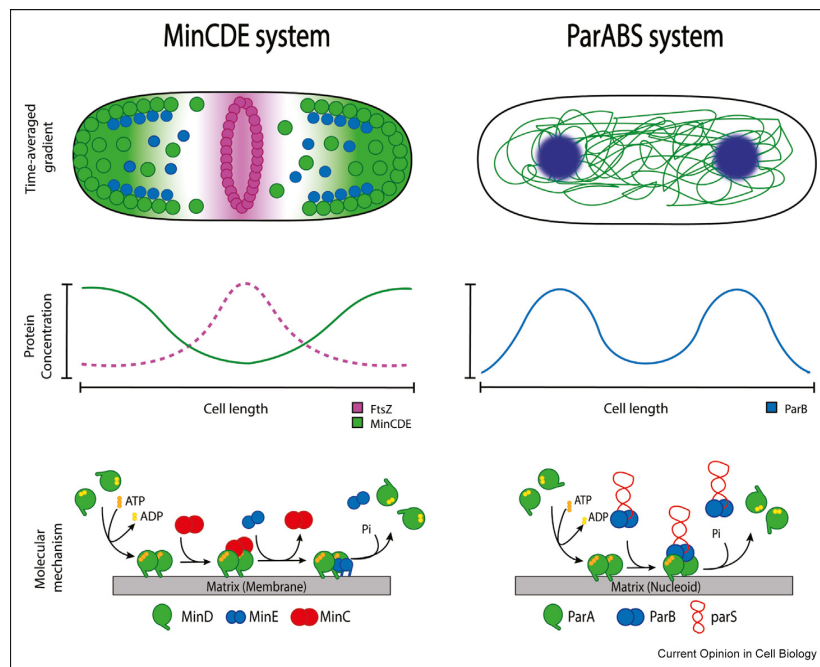 MinCDE system
ParABS system
Time-averaged
gradient
Protein
Concentration
Cell length
FtsZ
MinCDE
Cell length
ParB
Molecular
mechanism
ATP
ADP
Pi
Matrix (Membrane)
MinD
MinE
MinC
ATP
ADP
Pi
Matrix (Nucleoid)
ParA
ParB
parS
Current Opinion in Cell Biology